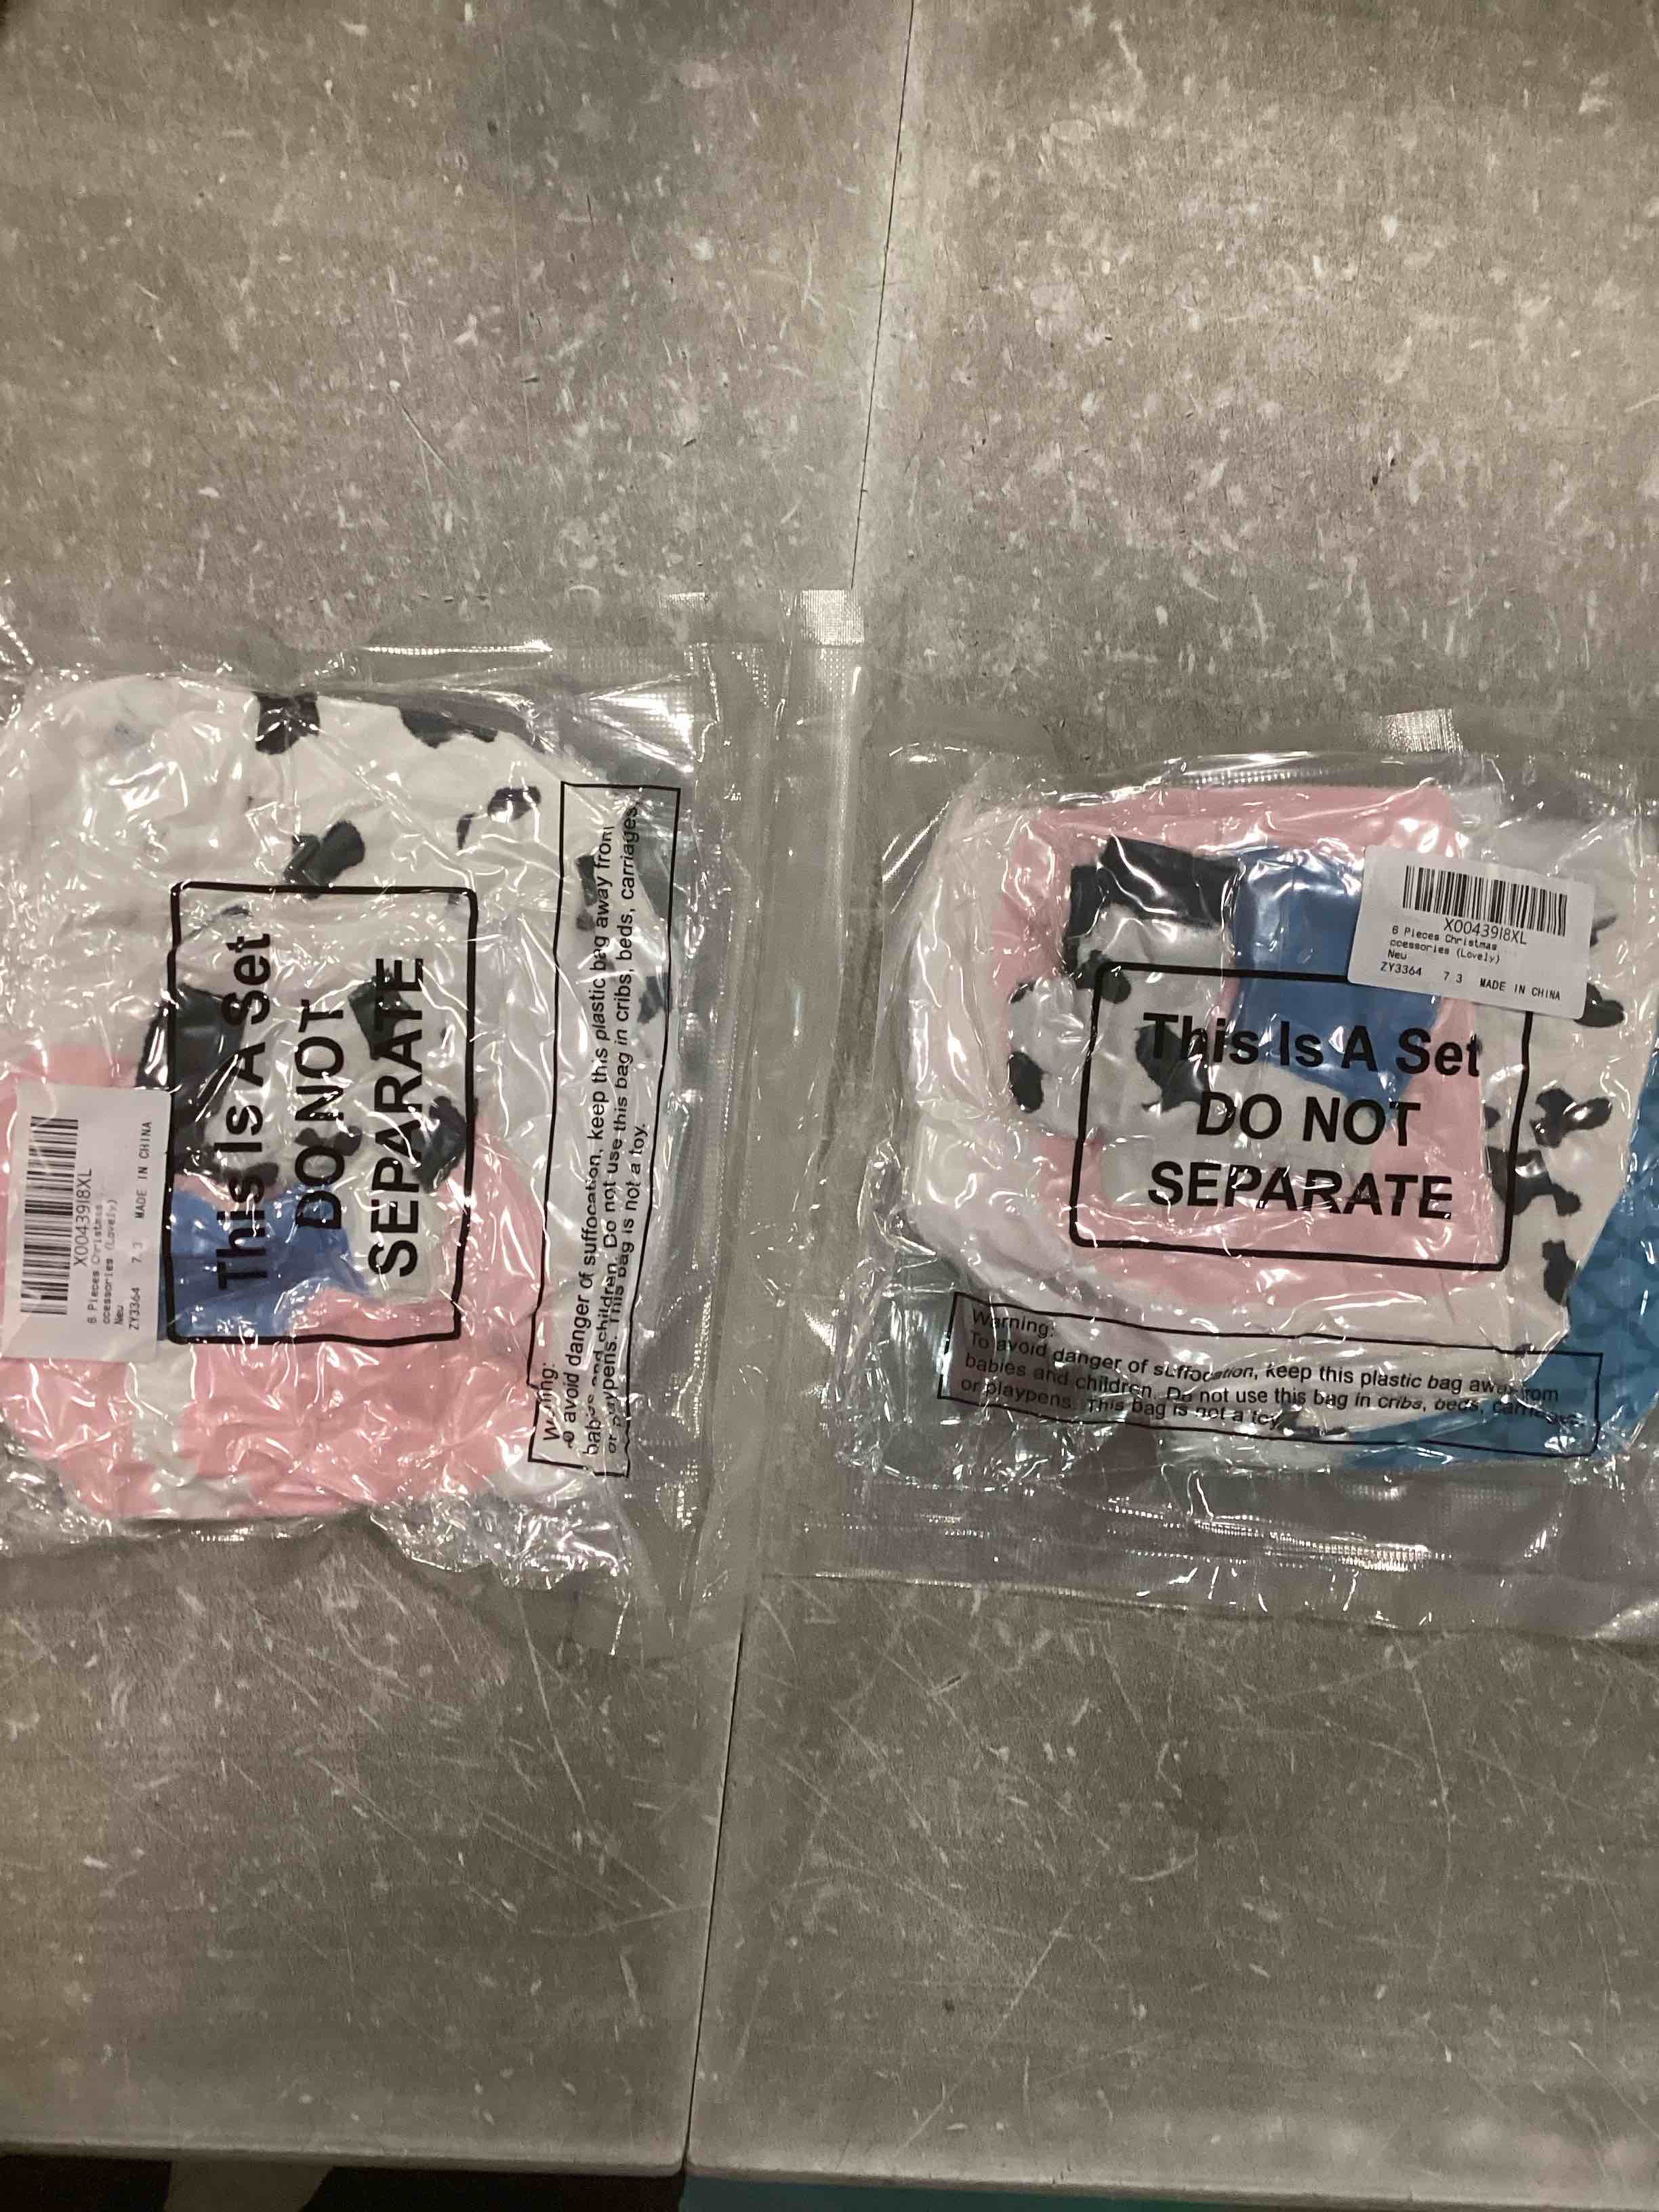 This Is A Set
DO NOT
SEPARATE
X0043918XL
6 Pieces Christmas
ccessories (Lovely)
New
ZY3364 7.3 MADE IN CHINA
Warning:
To avoid danger of suffocation, keep this plastic bag away from
babies and children. Do not use this bag in cribs, beds, carriages,
or playpens. This bag is not a toy.
X0043918XL
6 Pieces Christmas
ccessories (Lovely)
New
ZY3364 7 3 MADE IN CHINA
This Is A Set
DO NOT
SEPARATE
Warning:
To avoid danger of suffocation, keep this plastic bag away from
babies and children. Do not use this bag in cribs, beds, carriages
or playpens. This bag is not a toy.